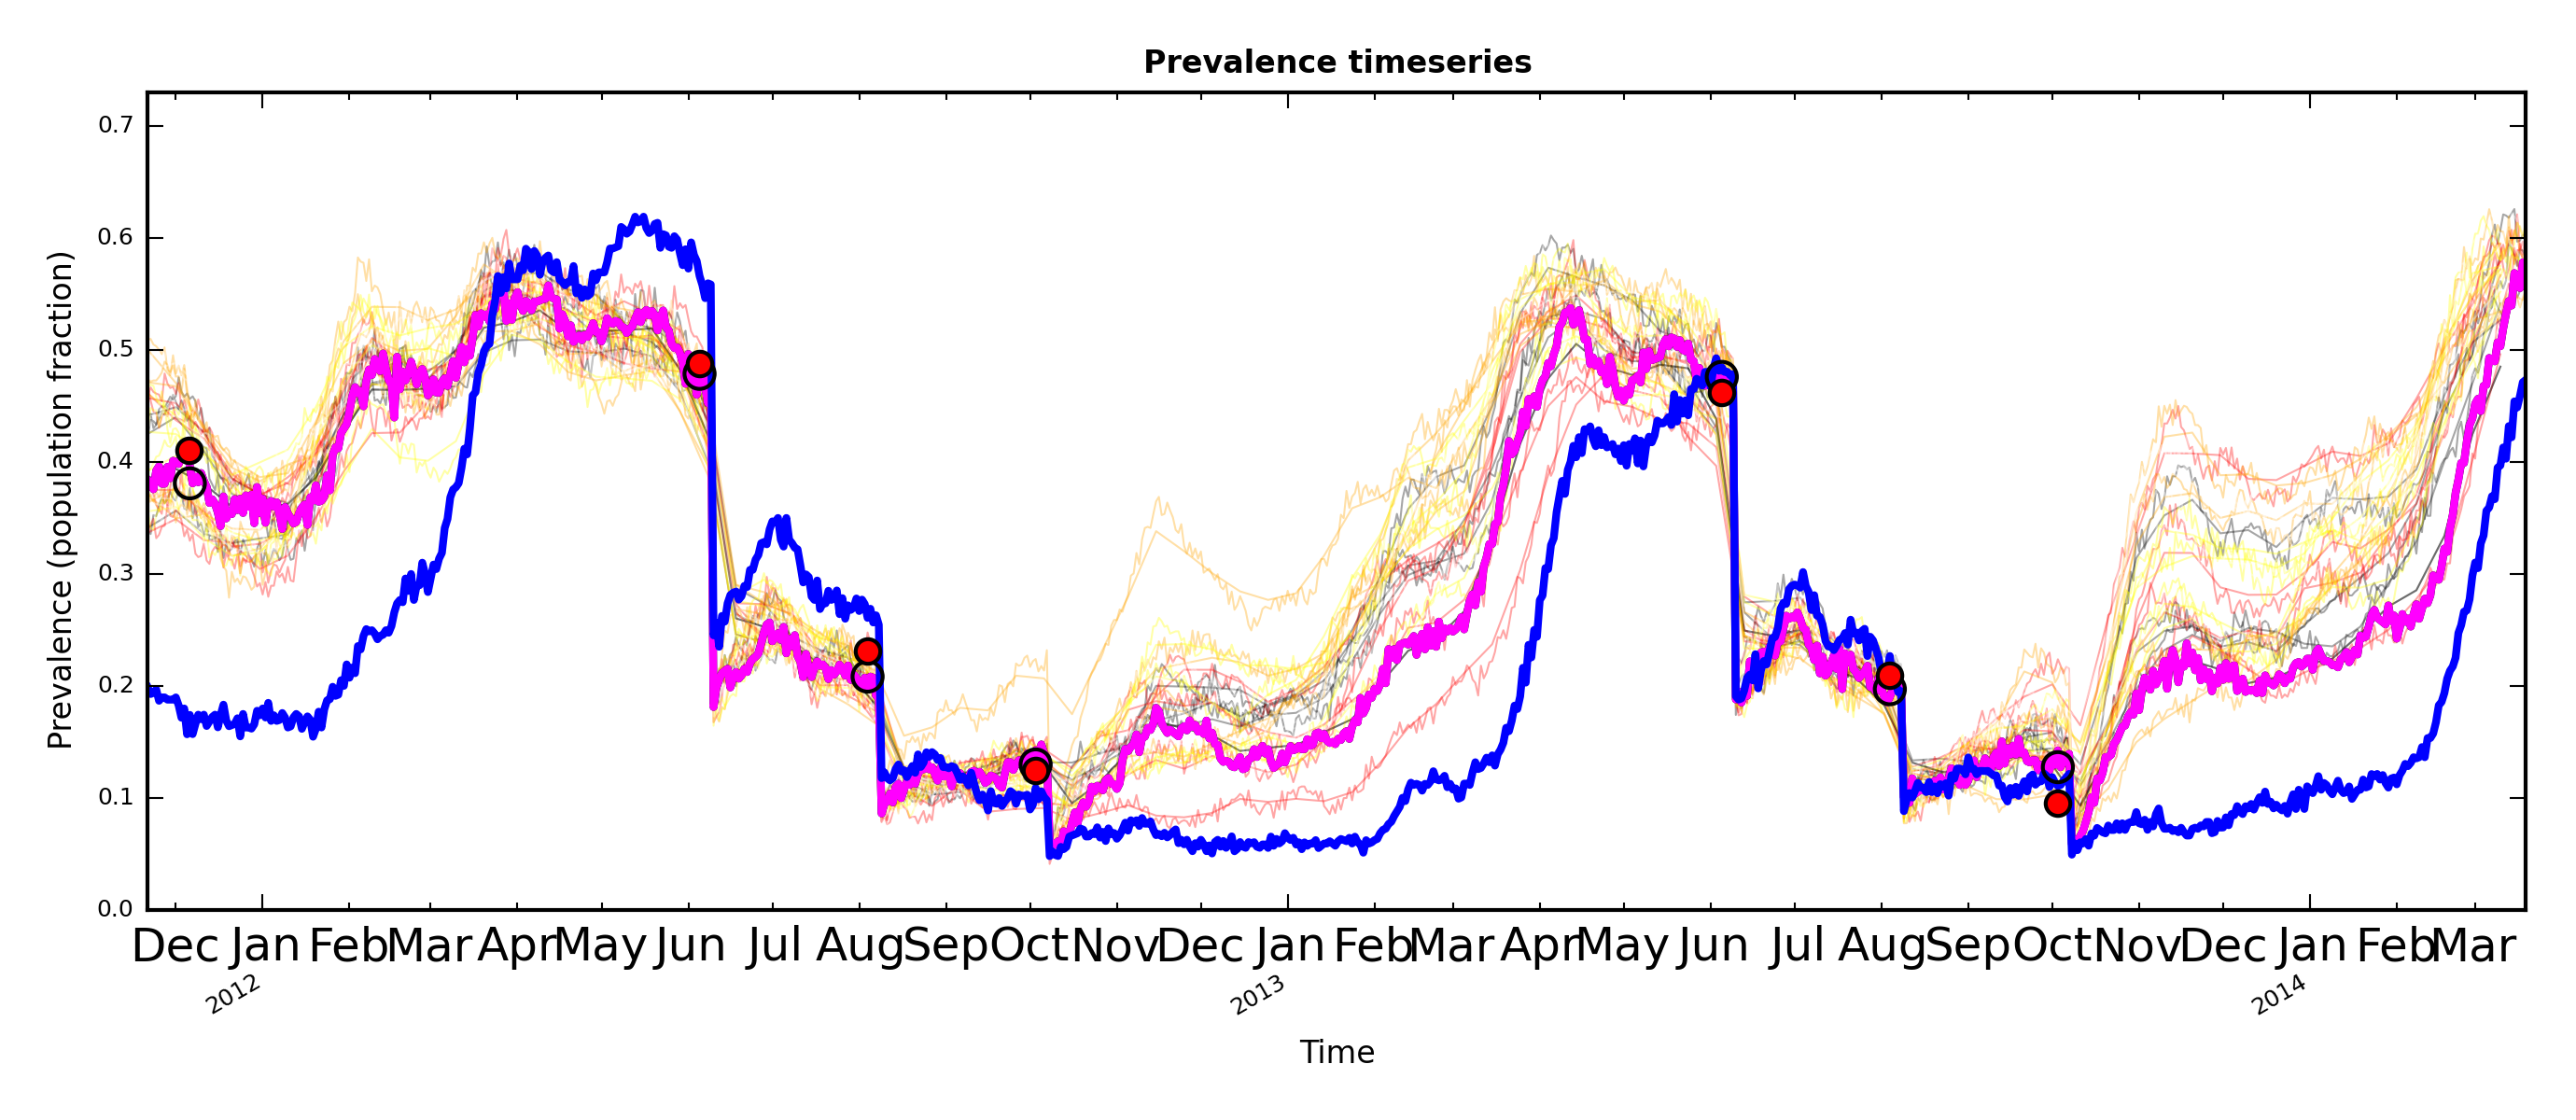 Prevalence timeseries
Prevalence (population fraction)
0.7
0.6
0.5
0.4
0.3
0.2
0.1
0.0
Dec Jan Feb Mar Apr May Jun Jul Aug Sep Oct Nov Dec Jan Feb Mar Apr May Jun Jul Aug Sep Oct Nov Dec Jan Feb Mar
2012 2013 2014
Time